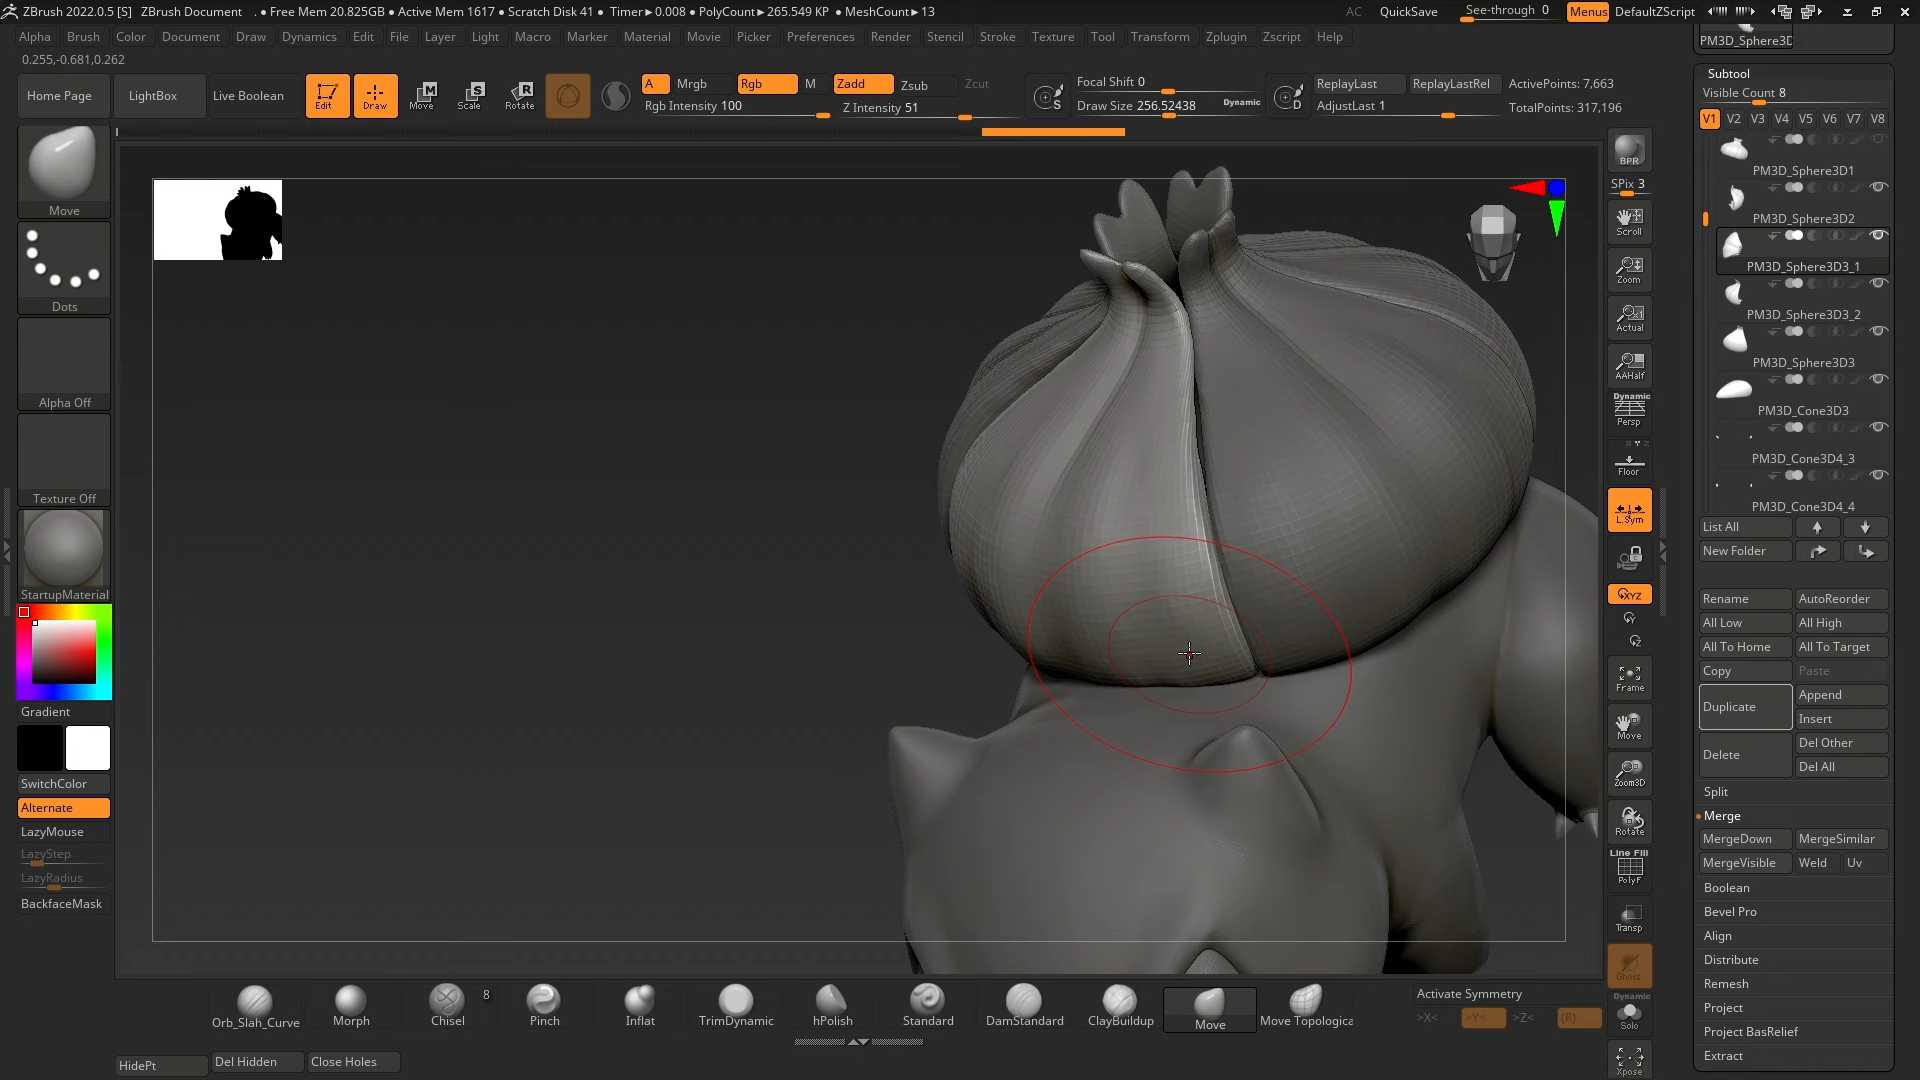 ZBrush 2022.0.5 [S] ZBrush Document . • Free Mem 20.825GB • Active Mem 1617 • Scratch Disk 41 • Timer►0.008 • PolyCount►265.549 KP • MeshCount►13 AC QuickSave See-through 0 Menus DefaultZScript
Alpha Brush Color Document Draw Dynamics Edit File Layer Light Macro Marker Material Movie Picker Preferences Render Stencil Stroke Texture Tool Transform Zplugin Zscript Help
PM3D_Sphere3D
0.255,-0.681,0.262
Home Page LightBox Live Boolean Edit Draw Move Scale Rotate
M S R
A Mrgb Rgb M Zadd Zsub Zcut
Rgb Intensity 100 Z Intensity 51
S Focal Shift 0
Draw Size 256.52438 Dynamic
D ReplayLast ReplayLastRel ActivePoints: 7,663
AdjustLast 1 TotalPoints: 317,196
Move
Dots
Alpha Off
Texture Off
StartupMaterial
Gradient
SwitchColor
Alternate
LazyMouse
LazyStep
LazyRadius
BackfaceMask
BPR
SPix 3
Scroll
Zoom
Actual
AAHalf
Dynamic
Persp
Floor
L.Sym
XYZ
Y
Z
Frame
Move
Zoom3D
Rotate
Line Fill
PolyF
Transp
Ghost
Dynamic
Solo
Xpose
Subtool
Visible Count 8
V1 V2 V3 V4 V5 V6 V7 V8
PM3D_Sphere3D1
PM3D_Sphere3D2
PM3D_Sphere3D3_1
PM3D_Sphere3D3_2
PM3D_Sphere3D3
PM3D_Cone3D3
PM3D_Cone3D4_3
PM3D_Cone3D4_4
List All
New Folder
Rename AutoReorder
All Low All High
All To Home All To Target
Copy Paste
Duplicate Append
Insert
Delete Del Other
Del All
Split
Merge
MergeDown MergeSimilar
MergeVisible Weld Uv
Boolean
Bevel Pro
Align
Distribute
Remesh
Project
Project BasRelief
Extract
Orb_Slah_Curve Morph Chisel 8 Pinch Inflat TrimDynamic hPolish Standard DamStandard ClayBuildup Move Move Topologica
Activate Symmetry
>X< >Y< >Z< (R)
HidePt Del Hidden Close Holes